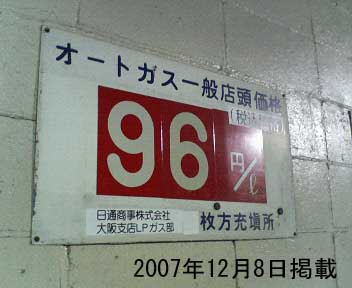 オートガス一般店頭価格
96 円/ℓ
日通商事株式会社
大阪支店LPガス部
枚方充填所
2007年12月8日掲載